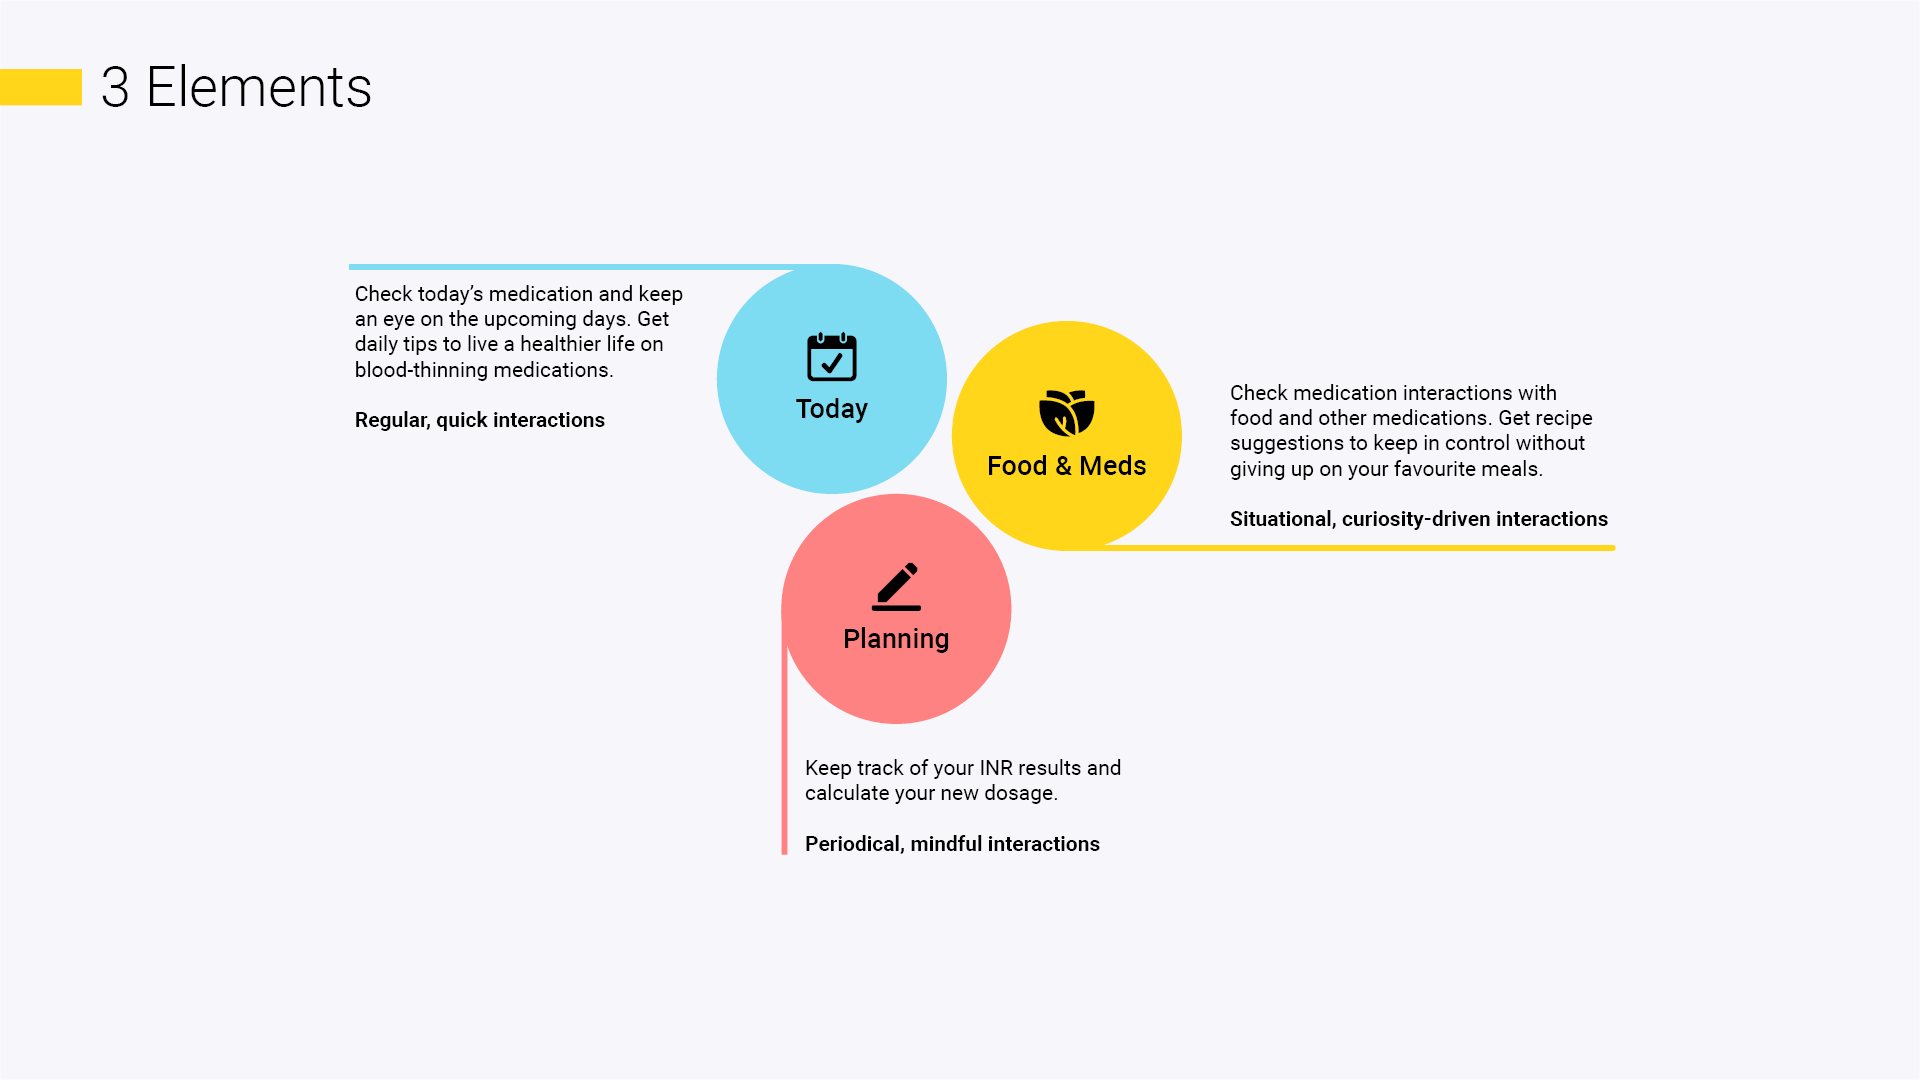 3 Elements
Check today’s medication and keep
an eye on the upcoming days. Get
daily tips to live a healthier life on
blood-thinning medications.
Regular, quick interactions
Today
Food & Meds
Check medication interactions with
food and other medications. Get recipe
suggestions to keep in control without
giving up on your favourite meals.
Situational, curiosity-driven interactions
Planning
Keep track of your INR results and
calculate your new dosage.
Periodical, mindful interactions